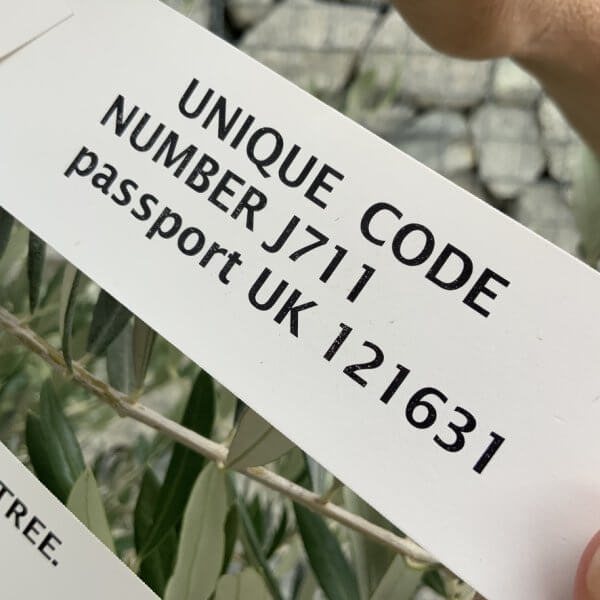 UNIQUE CODE
NUMBER J711
passport UK 121631
TREE.